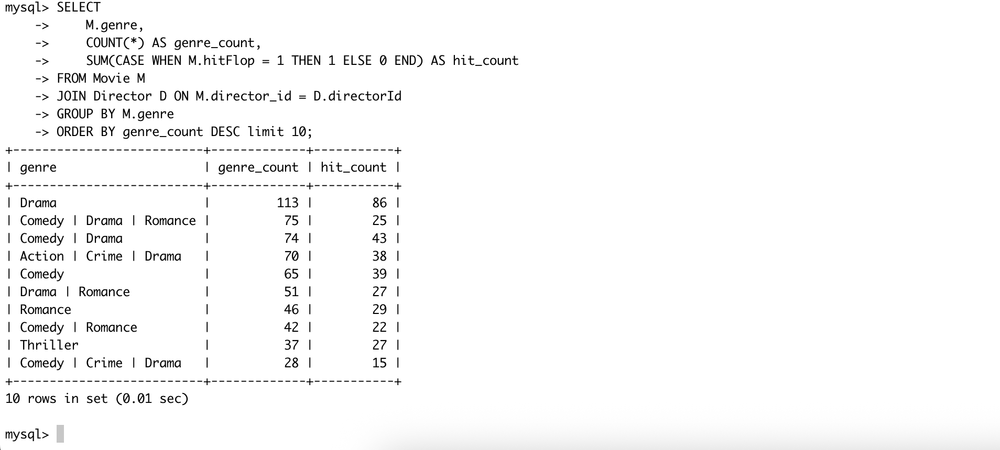 mysql> SELECT
    ->     M.genre,
    ->     COUNT(*) AS genre_count,
    ->     SUM(CASE WHEN M.hitFlop = 1 THEN 1 ELSE 0 END) AS hit_count
    -> FROM Movie M
    -> JOIN Director D ON M.director_id = D.directorId
    -> GROUP BY M.genre
    -> ORDER BY genre_count DESC limit 10;
+--------------------------+-------------+-----------+
| genre                    | genre_count | hit_count |
+--------------------------+-------------+-----------+
| Drama                    |         113 |        86 |
| Comedy | Drama | Romance |          75 |        25 |
| Comedy | Drama           |          74 |        43 |
| Action | Crime | Drama   |          70 |        38 |
| Comedy                   |          65 |        39 |
| Drama | Romance          |          51 |        27 |
| Romance                  |          46 |        29 |
| Comedy | Romance         |          42 |        22 |
| Thriller                 |          37 |        27 |
| Comedy | Crime | Drama   |          28 |        15 |
+--------------------------+-------------+-----------+
10 rows in set (0.01 sec)
mysql>